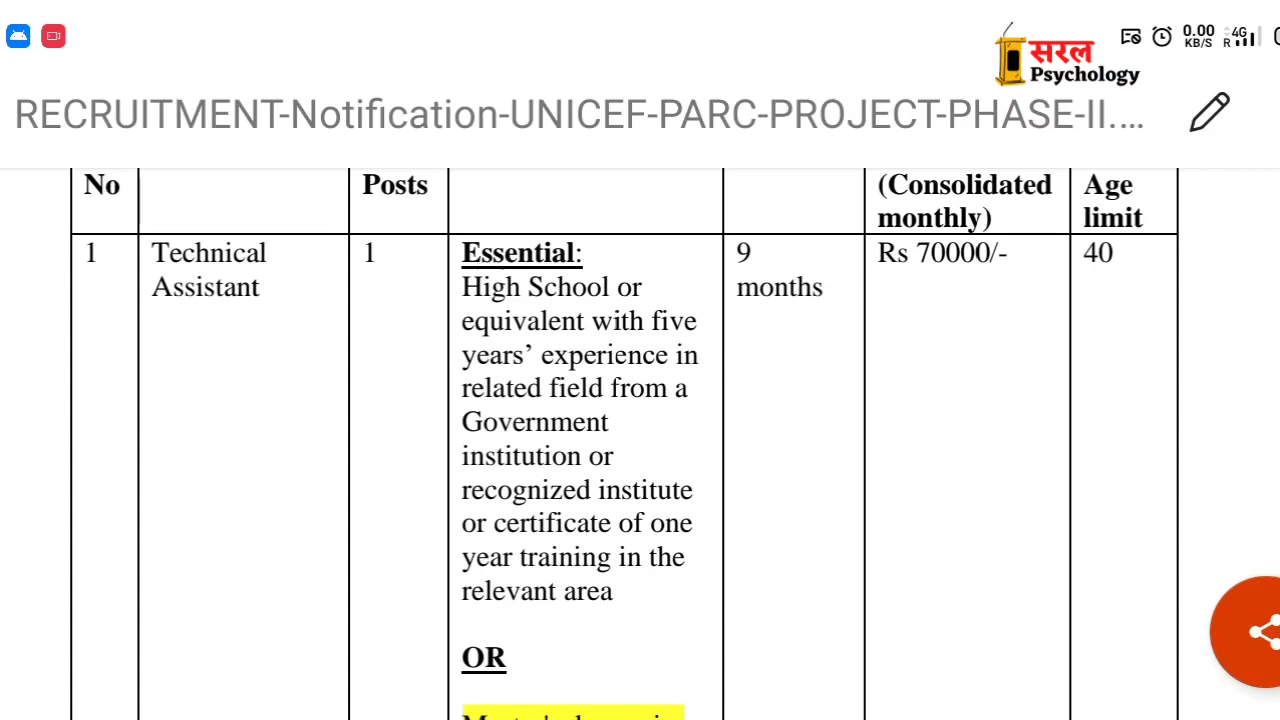 सरल
Psychology
0.00
KB/S
4G
R
RECRUITMENT-Notification-UNICEF-PARC-PROJECT-PHASE-II....
No
Posts
(Consolidated
monthly)
Age
limit
1
Technical
Assistant
1
Essential:
High School or
equivalent with five
years’ experience in
related field from a
Government
institution or
recognized institute
or certificate of one
year training in the
relevant area
OR
9
months
Rs 70000/-
40